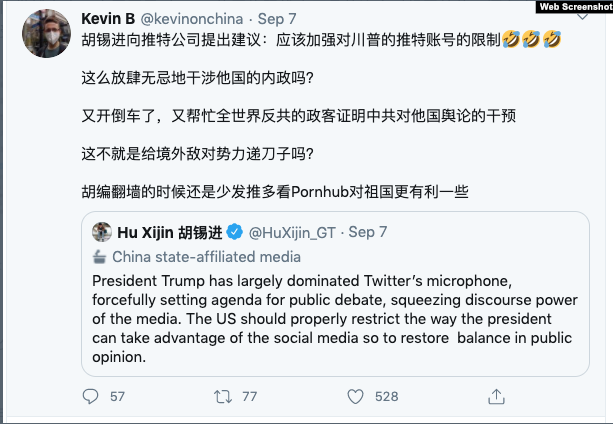 Web Screenshot
Kevin B @kevinonchina · Sep 7
胡锡进向推特公司提出建议：应该加强对川普的推特账号的限制🤣🤣🤣
这么放肆无忌地干涉他国的内政吗?
又开倒车了，又帮忙全世界反共的政客证明中共对他国舆论的干预
这不就是给境外敌对势力递刀子吗?
胡编翻墙的时候还是少发推多看Pornhub对祖国更有利一些
Hu Xijin 胡锡进 @HuXijin_GT · Sep 7
China state-affiliated media
President Trump has largely dominated Twitter's microphone,
forcefully setting agenda for public debate, squeezing discourse power
of the media. The US should properly restrict the way the president
can take advantage of the social media so to restore balance in public
opinion.
57 77 528